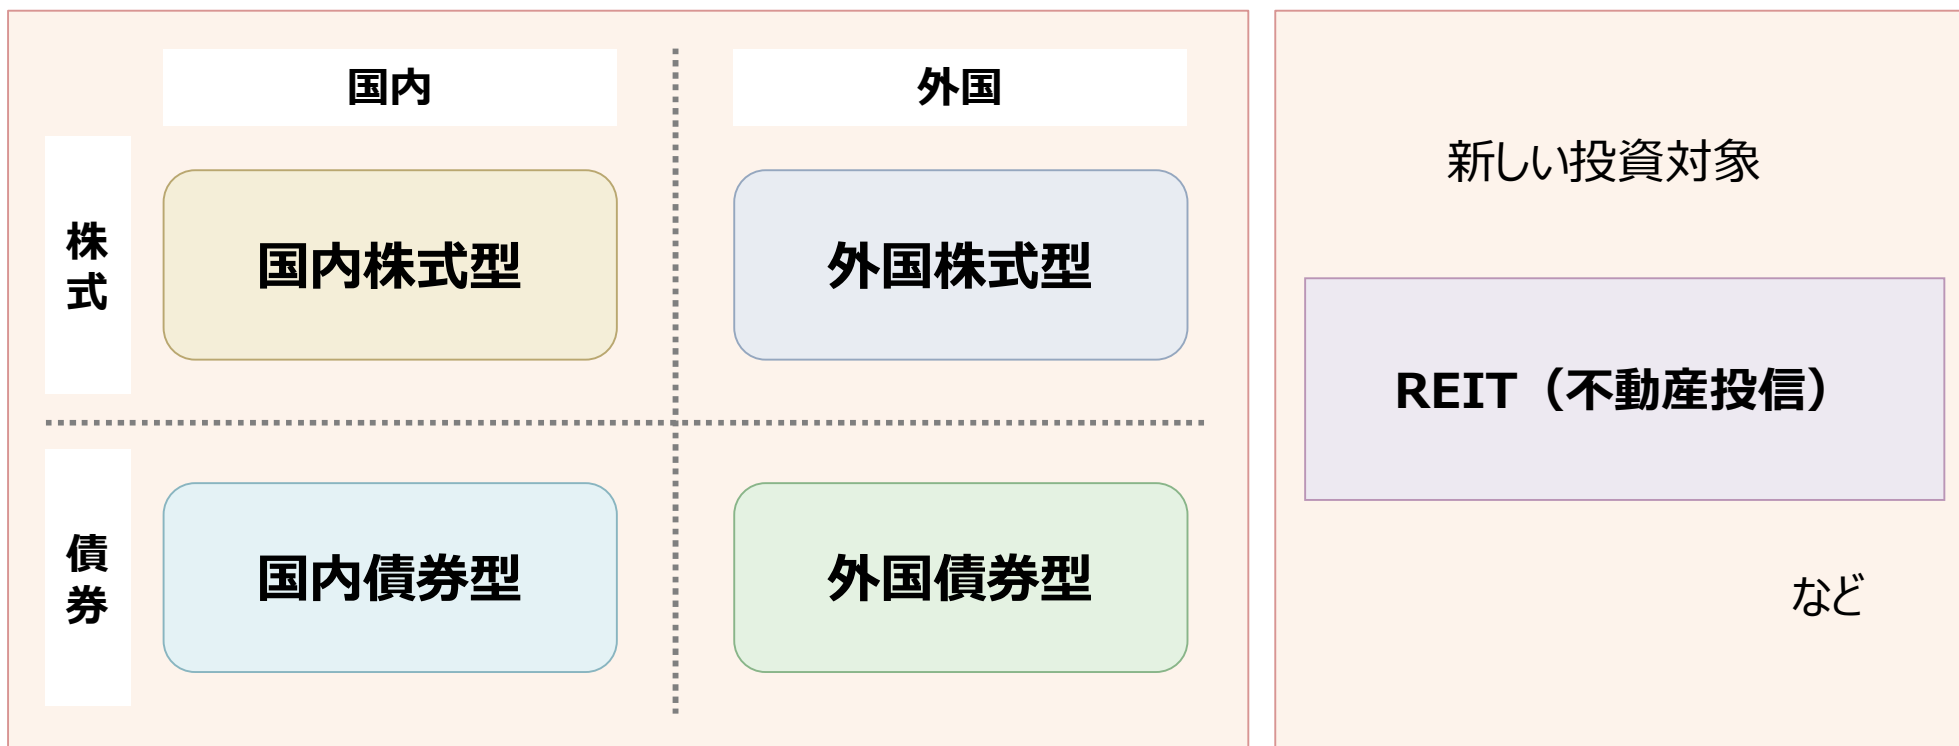 国内
外国
株式
国内株式型
外国株式型
債券
国内債券型
外国債券型
新しい投資対象
REIT（不動産投信）
など